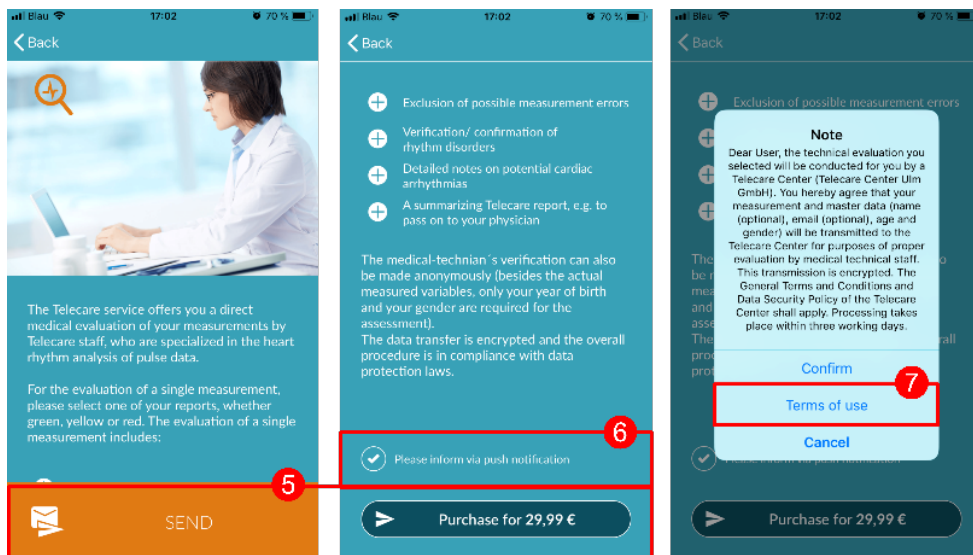 Blau 17:02 70 %
Back
The Telecare service offers you a direct
medical evaluation of your measurements by
Telecare staff, who are specialized in the heart
rhythm analysis of pulse data.
For the evaluation of a single measurement,
please select one of your reports, whether
green, yellow or red. The evaluation of a single
measurement includes:
5
SEND
Blau 17:02 70 %
Back
Exclusion of possible measurement errors
Verification/ confirmation of
rhythm disorders
Detailed notes on potential cardiac
arrhythmias
A summarizing Telecare report, e.g. to
pass on to your physician
The medical-technian´s verification can also
be made anonymously (besides the actual
measured variables, only your year of birth
and your gender are required for the
assessment).
The data transfer is encrypted and the overall
procedure is in compliance with data
protection laws.
6
Please inform via push notification
Purchase for 29,99 €
Blau 17:02 70 %
Back
Exclusion of possible measurement errors
Note
Dear User, the technical evaluation you
selected will be conducted for you by a
Telecare Center (Telecare Center Ulm
GmbH). You hereby agree that your
measurement and master data (name
(optional), email (optional), age and
gender) will be transmitted to the
Telecare Center for purposes of proper
evaluation by medical technical staff.
This transmission is encrypted. The
General Terms and Conditions and
Data Security Policy of the Telecare
Center shall apply. Processing takes
place within three working days.
Confirm
7
Terms of use
Cancel
Please inform via push notification
Purchase for 29,99 €